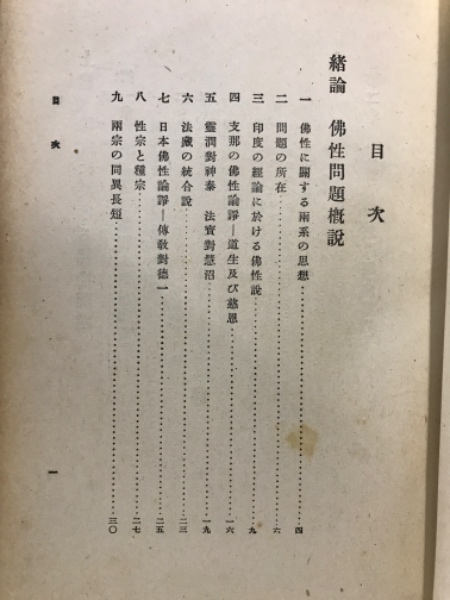 目次
緒論 佛性問題槪說
一 佛性に關する兩系の思想……四
二 問題の所在……六
三 印度の經論に於ける佛性說……九
四 支那の佛性論諍―道生及び慈恩……一六
五 靈潤對神泰 法寶對慧沼……一九
六 法藏の統合說……二三
七 日本佛性論諍―傳敎對德一……二五
八 性宗と種宗……二七
九 兩宗の同異長短……三〇
目次
一